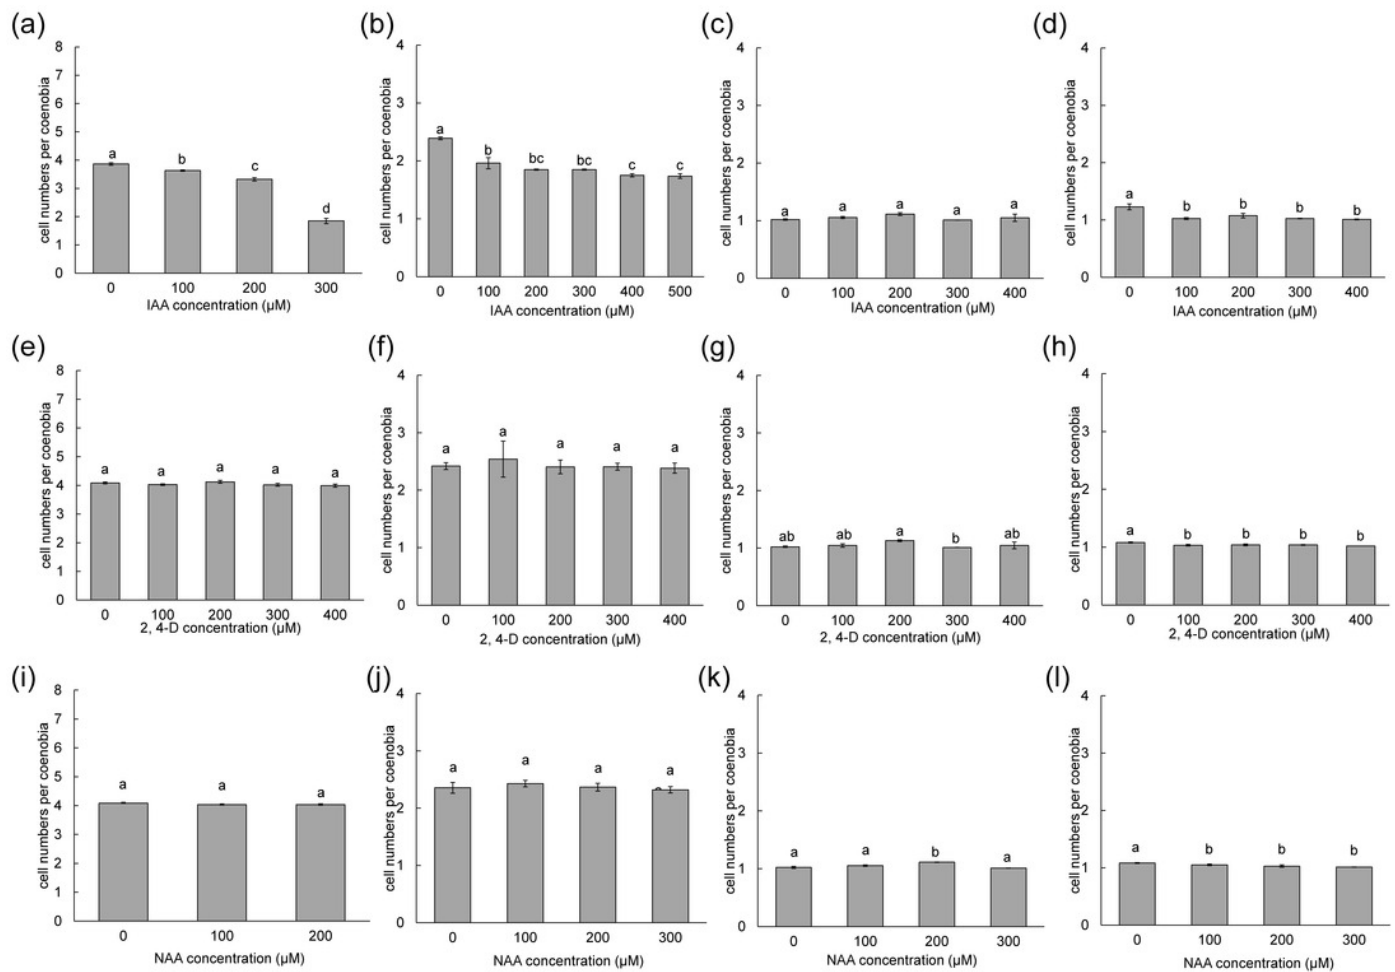 (a)
cell numbers per coenobia
8
7
6
5
4
3
2
1
0
a
b
c
d
0 100 200 300
IAA concentration (µM)
(b)
cell numbers per coenobia
4
3
2
1
0
a
b
bc
bc
c
c
0 100 200 300 400 500
IAA concentration (µM)
(c)
cell numbers per coenobia
4
3
2
1
0
a a a a a
0 100 200 300 400
IAA concentration (µM)
(d)
cell numbers per coenobia
4
3
2
1
0
a b b b b
0 100 200 300 400
IAA concentration (µM)
(e)
cell numbers per coenobia
8
7
6
5
4
3
2
1
0
a a a a a
0 100 200 300 400
2, 4-D concentration (µM)
(f)
cell numbers per coenobia
4
3
2
1
0
a a a a a
0 100 200 300 400
2, 4-D concentration (µM)
(g)
cell numbers per coenobia
4
3
2
1
0
ab ab a b ab
0 100 200 300 400
2, 4-D concentration (µM)
(h)
cell numbers per coenobia
4
3
2
1
0
a b b b b
0 100 200 300 400
2, 4-D concentration (µM)
(i)
cell numbers per coenobia
8
7
6
5
4
3
2
1
0
a a a
0 100 200
NAA concentration (µM)
(j)
cell numbers per coenobia
4
3
2
1
0
a a a a
0 100 200 300
NAA concentration (µM)
(k)
cell numbers per coenobia
4
3
2
1
0
a a b a
0 100 200 300
NAA concentration (µM)
(l)
cell numbers per coenobia
4
3
2
1
0
a b b b
0 100 200 300
NAA concentration (µM)